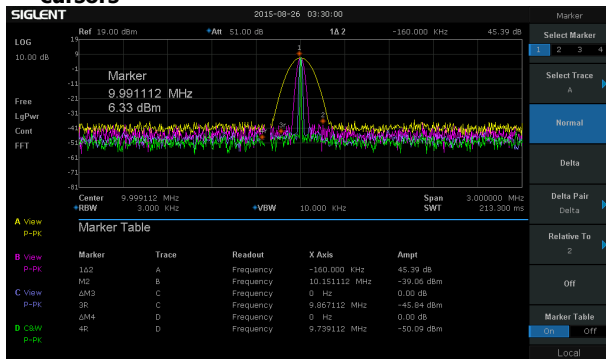 Cursors
SIGLENT 2015-08-26 03:30:00 Marker
Ref 19.00 dBm *Att 51.00 dB 1Δ2 -160.000 KHz 45.39 dB
LOG
10.00 dB
Free
LgPwr
Cont
FFT
19
9
-1
-11
-21
-31
-41
-51
-61
-71
-81
1
Marker
9.991112 MHz
6.33 dBm
Center 9.999112 MHz Span 3.000000 MHz
*RBW 3.000 KHz *VBW 10.000 KHz SWT 213.300 ms
A View
P-PK
B View
P-PK
C View
P-PK
D C&W
P-PK
Marker Table
Marker Trace Readout X Axis Ampt
1Δ2 A Frequency -160.000 KHz 45.39 dB
M2 B Frequency 10.151112 MHz -39.06 dBm
ΔM3 C Frequency 0 Hz 0.00 dB
3R C Frequency 9.867112 MHz -45.84 dBm
ΔM4 D Frequency 0 Hz 0.00 dB
4R D Frequency 9.739112 MHz -50.09 dBm
Select Marker
1 2 3 4
Select Trace
A
Normal
Delta
Delta Pair
Delta
Relative To
2
Off
Marker Table
On Off
Local